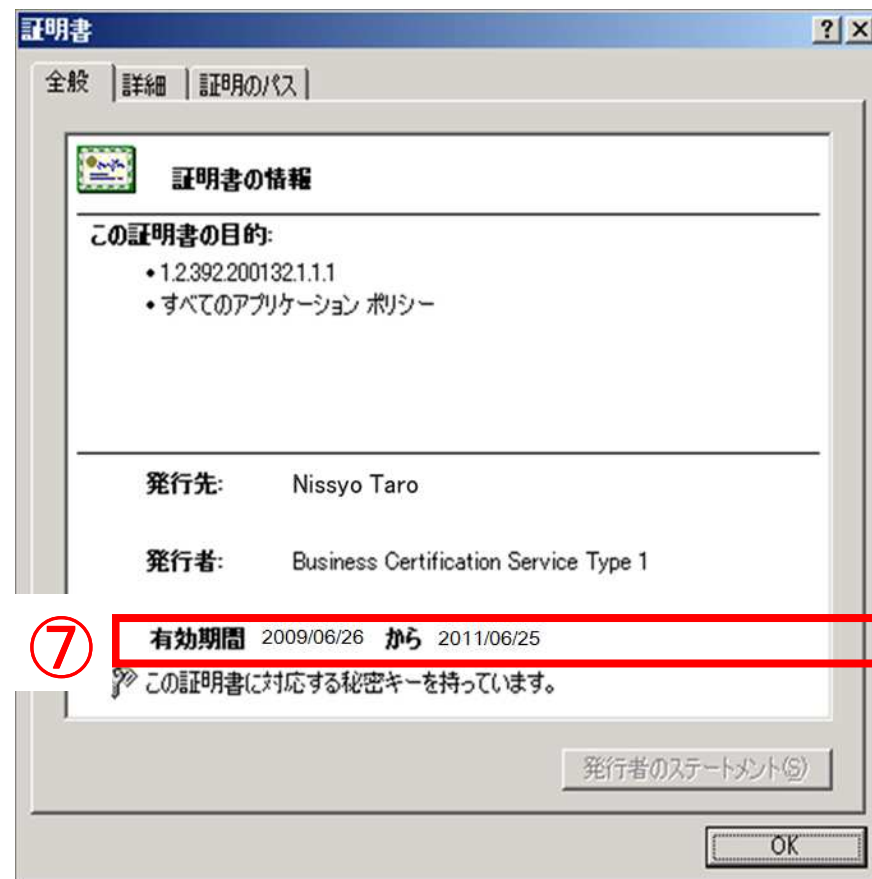 証明書
全般 詳細 証明のパス
証明書の情報
この証明書の目的:
•1.2.392.200132.1.1.1
•すべてのアプリケーション ポリシー
発行先: Nissyo Taro
発行者: Business Certification Service Type 1
⑦ 有効期間 2009/06/26 から 2011/06/25
この証明書に対応する秘密キーを持っています。
発行者のステートメント(S)
OK